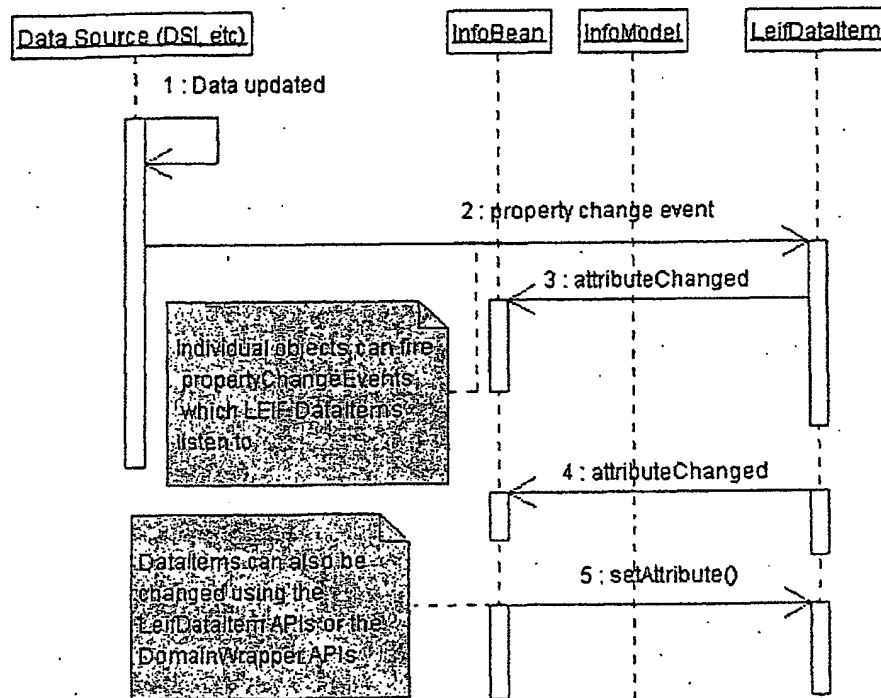 Data Source (DSI, etc)
InfoBean
InfoModel
LeifDataItem
1 : Data updated
2 : property change event
3 : attributeChanged
Individual objects can fire
propertyChangeEvents
which LEIF DataItems
listen to
4 : attributeChanged
DataItems can also be
changed using the
LeifDataItem APIs or the
DomainWrapper APIs
5 : setAttribute()